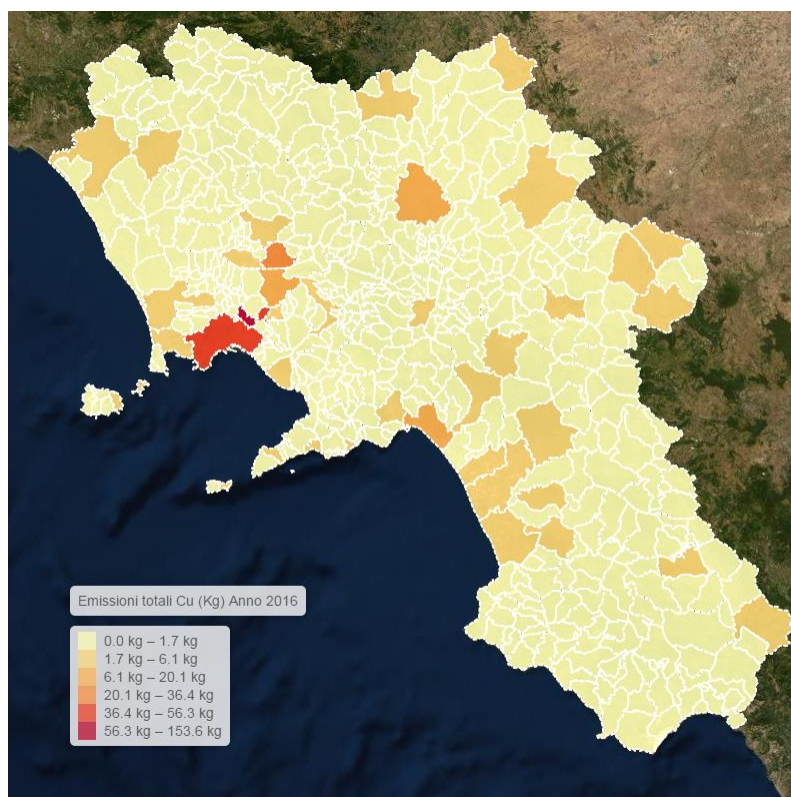 Emissioni totali Cu (Kg) Anno 2016
0.0 kg – 1.7 kg
1.7 kg – 6.1 kg
6.1 kg – 20.1 kg
20.1 kg – 36.4 kg
36.4 kg – 56.3 kg
56.3 kg – 153.6 kg